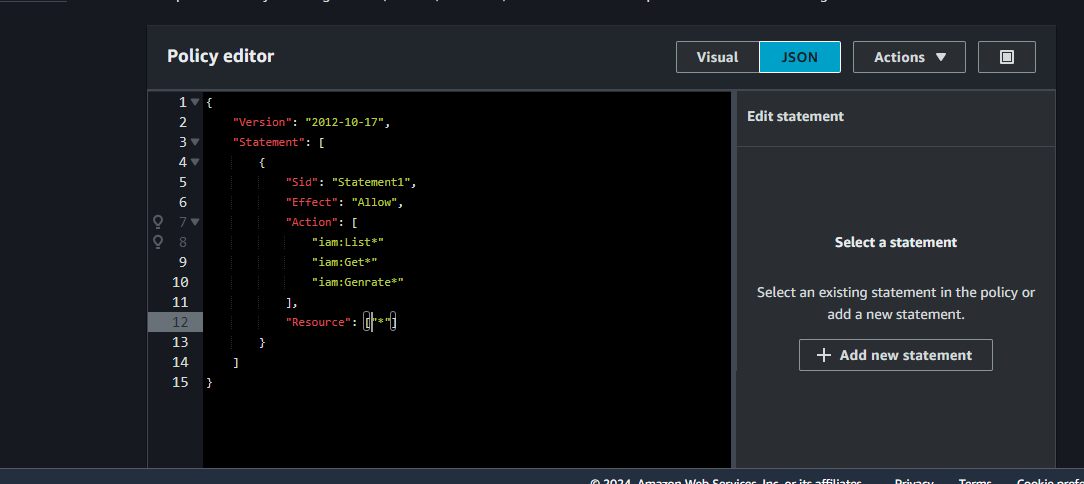 Policy editor
Visual JSON Actions
1 {
2 "Version": "2012-10-17",
3 "Statement": [
4 {
5 "Sid": "Statement1",
6 "Effect": "Allow",
7 "Action": [
8 "iam:List*"
9 "iam:Get*"
10 "iam:Genrate*"
11 ],
12 "Resource": ["*"]
13 }
14 ]
15 }
Edit statement
Select a statement
Select an existing statement in the policy or
add a new statement.
+ Add new statement
© 2024, Amazon Web Services, Inc. or its affiliates. Privacy Terms Cookie